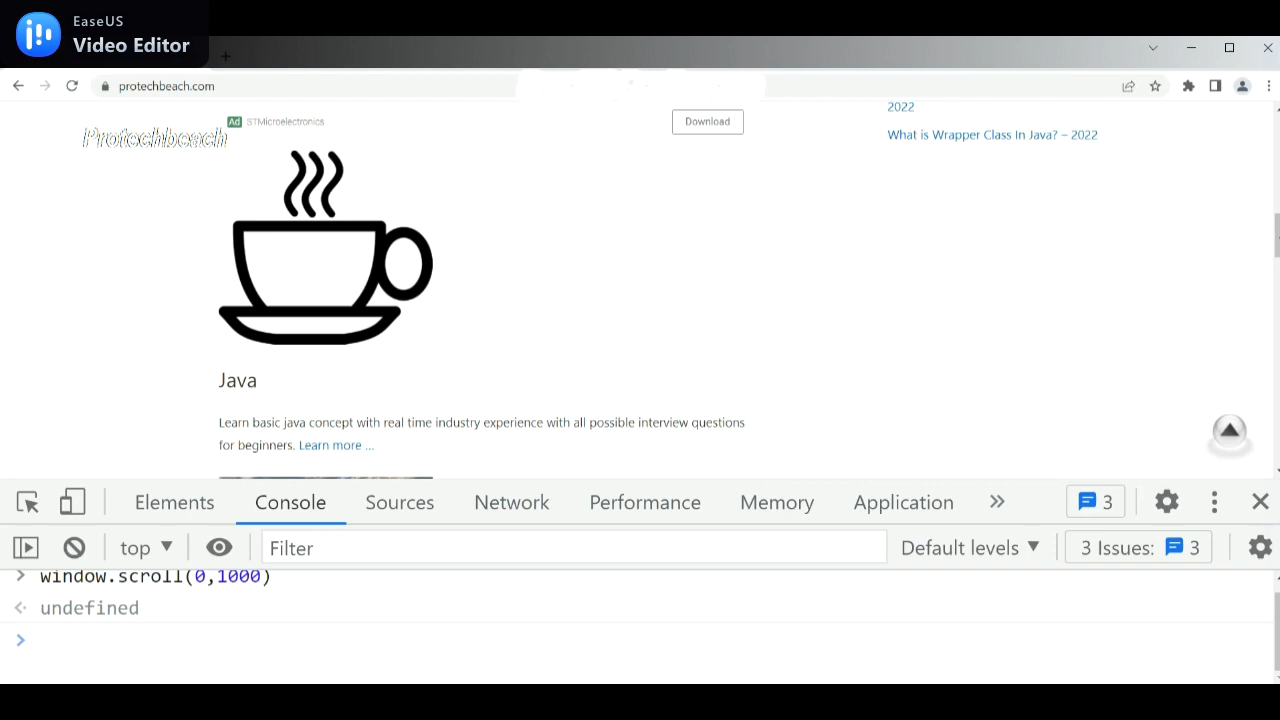 EaseUS
Video Editor
protechbeach.com
Protechbeach
Ad STMicroelectronics
Download
2022
What is Wrapper Class In Java? – 2022
Java
Learn basic java concept with real time industry experience with all possible interview questions
for beginners. Learn more ...
Elements Console Sources Network Performance Memory Application 3
top Filter Default levels 3 Issues: 3
window.scroll(0,1000)
undefined